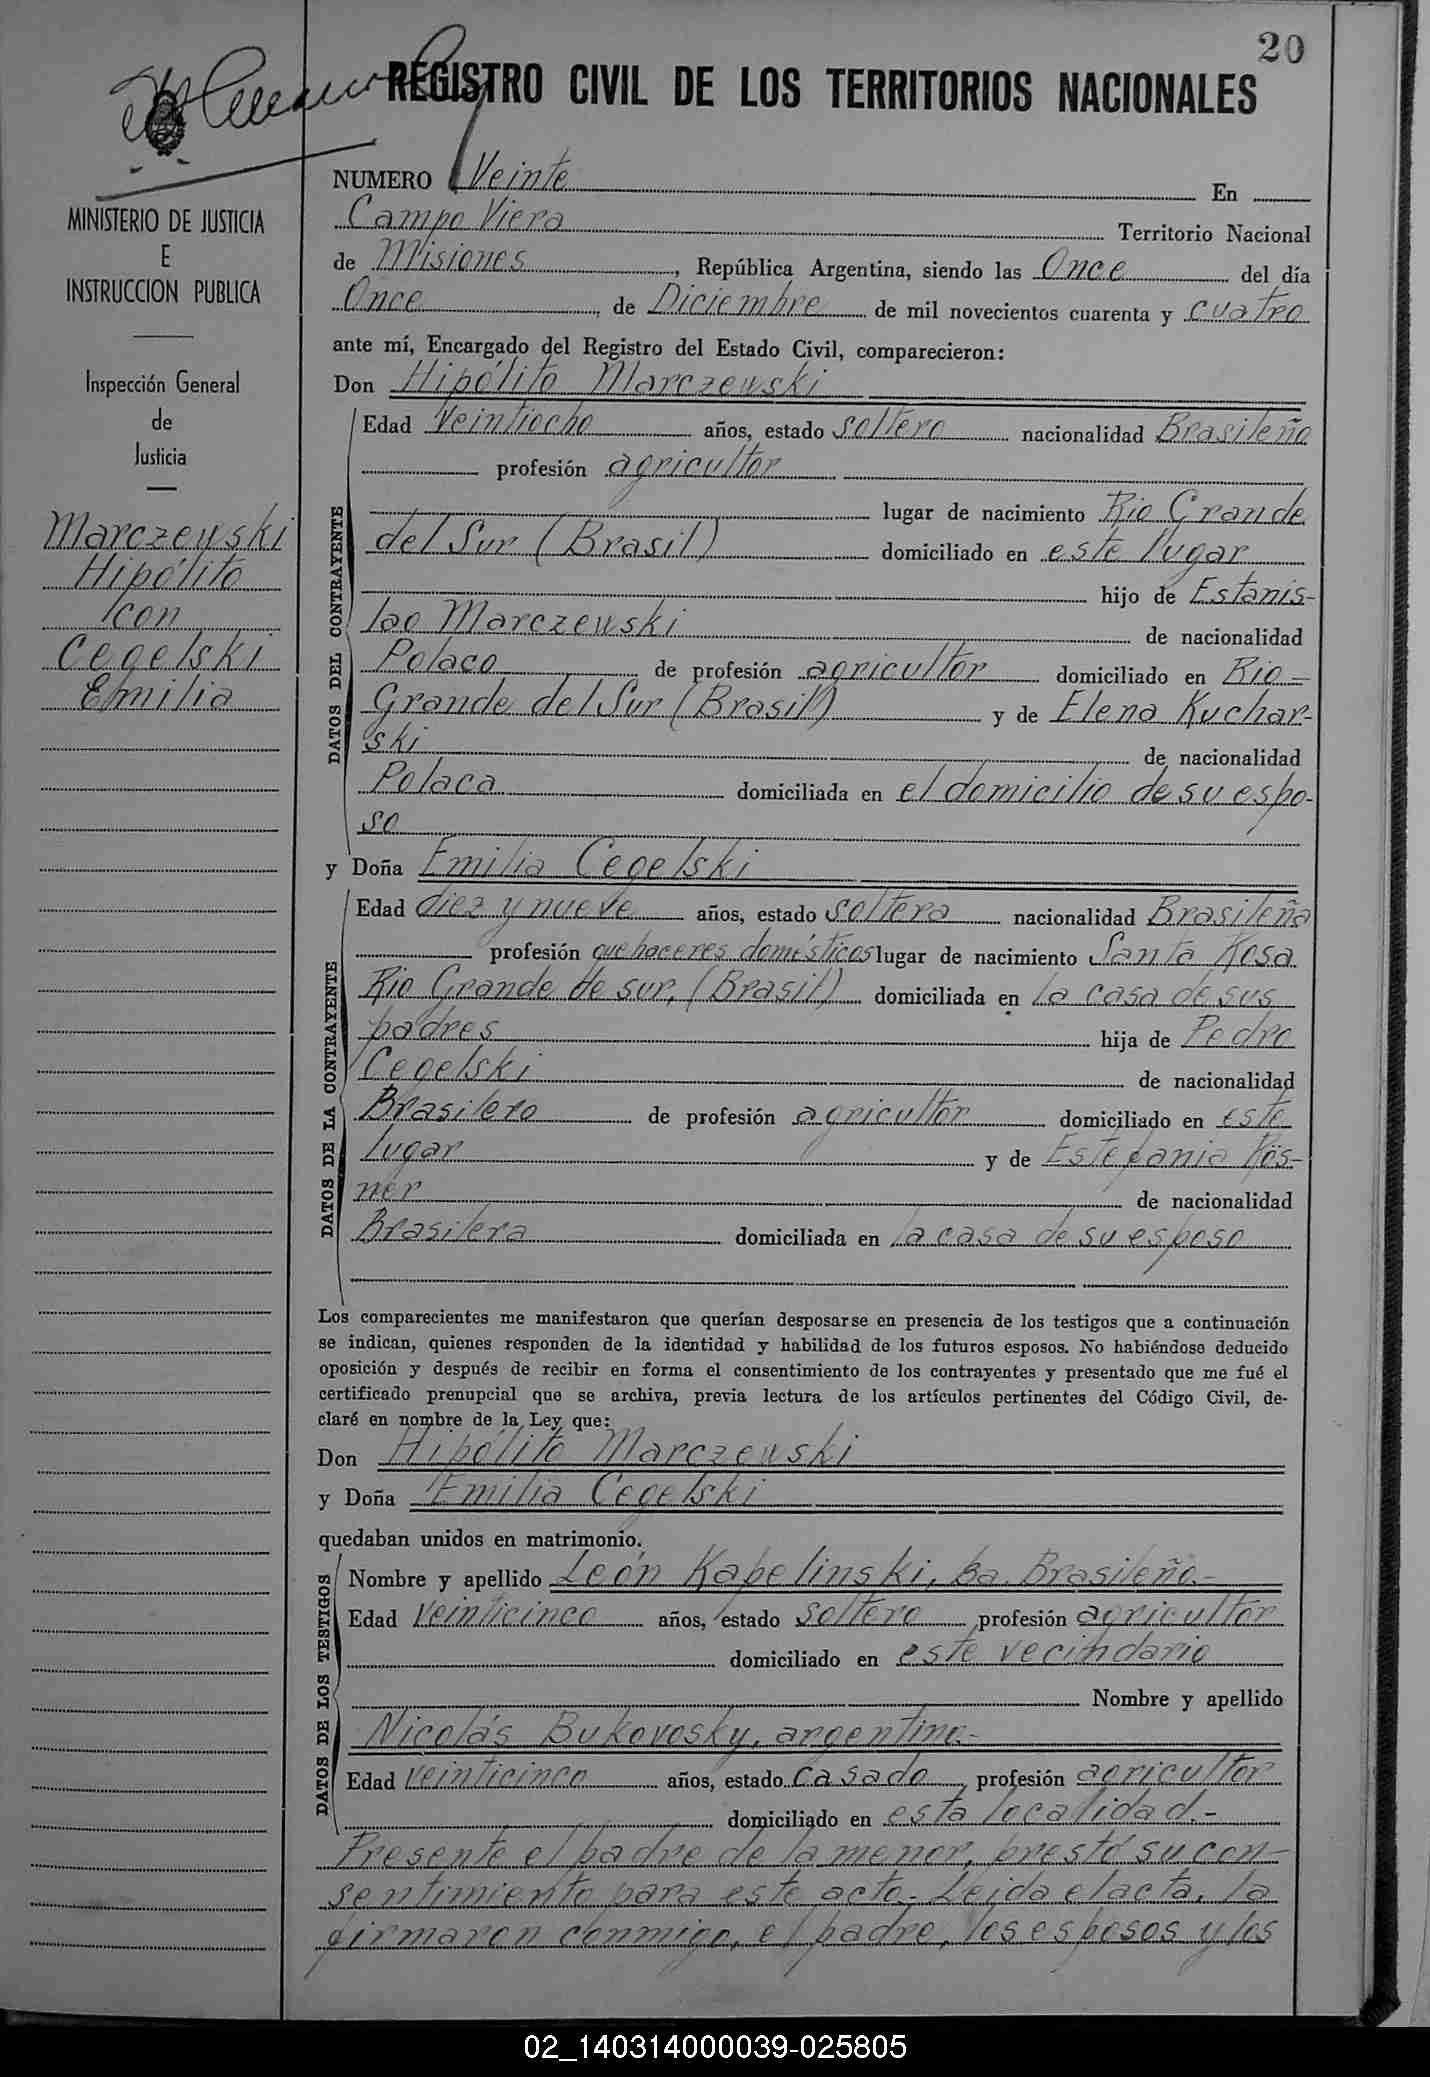 20
REGISTRO CIVIL DE LOS TERRITORIOS NACIONALES
MINISTERIO DE JUSTICIA
E
INSTRUCCION PUBLICA
Inspección General
de
Justicia
Marczewski
Hipólito
con
Cegelski
Emilia
NUMERO Veinte En
Campo Viera Territorio Nacional
de Misiones, República Argentina, siendo las Once del día
Once, de Diciembre de mil novecientos cuarenta y cuatro
ante mí, Encargado del Registro del Estado Civil, comparecieron:
Don Hipólito Marczewski
DATOS DEL CONTRAYENTE
Edad Veintiocho años, estado soltero nacionalidad Brasileño
profesión agricultor
lugar de nacimiento Rio Grande
del Sur (Brasil) domiciliado en este lugar
hijo de Estanis-
lao Marczewski de nacionalidad
Polaco de profesión agricultor domiciliado en Rio-
Grande del Sur (Brasil) y de Elena Kuchar-
ski de nacionalidad
Polaca domiciliada en el domicilio de su espo-
so
y Doña Emilia Cegelski
DATOS DE LA CONTRAYENTE
Edad diez y nueve años, estado soltera nacionalidad Brasileña
profesión quehaceres domésticos lugar de nacimiento Santa Rosa
Rio Grande de sur, (Brasil) domiciliada en la casa de sus
padres hija de Pedro
Cegelski de nacionalidad
Brasilero de profesión agricultor domiciliado en este
lugar y de Estefania Rös-
ner de nacionalidad
Brasilera domiciliada en la casa de su esposo
Los comparecientes me manifestaron que querían desposarse en presencia de los testigos que a continuación
se indican, quienes responden de la identidad y habilidad de los futuros esposos. No habiéndose deducido
oposición y después de recibir en forma el consentimiento de los contrayentes y presentado que me fué el
certificado prenupcial que se archiva, previa lectura de los artículos pertinentes del Código Civil, de-
claré en nombre de la Ley que:
Don Hipólito Marczewski
y Doña Emilia Cegelski
quedaban unidos en matrimonio.
DATOS DE LOS TESTIGOS
Nombre y apellido León Kapelinski, Brasileño.-
Edad Veinticinco años, estado soltero profesión agricultor
domiciliado en este vecindario
Nombre y apellido
Nicolás Bukovosky, argentino.-
Edad veinticinco años, estado casado, profesión agricultor
domiciliado en esta localidad.-
Presente el padre de la menor, prestó su con-
sentimiento para este acto.- Leida el acta, la
firmaron conmigo, el padre, los esposos y los
02_140314000039-025805